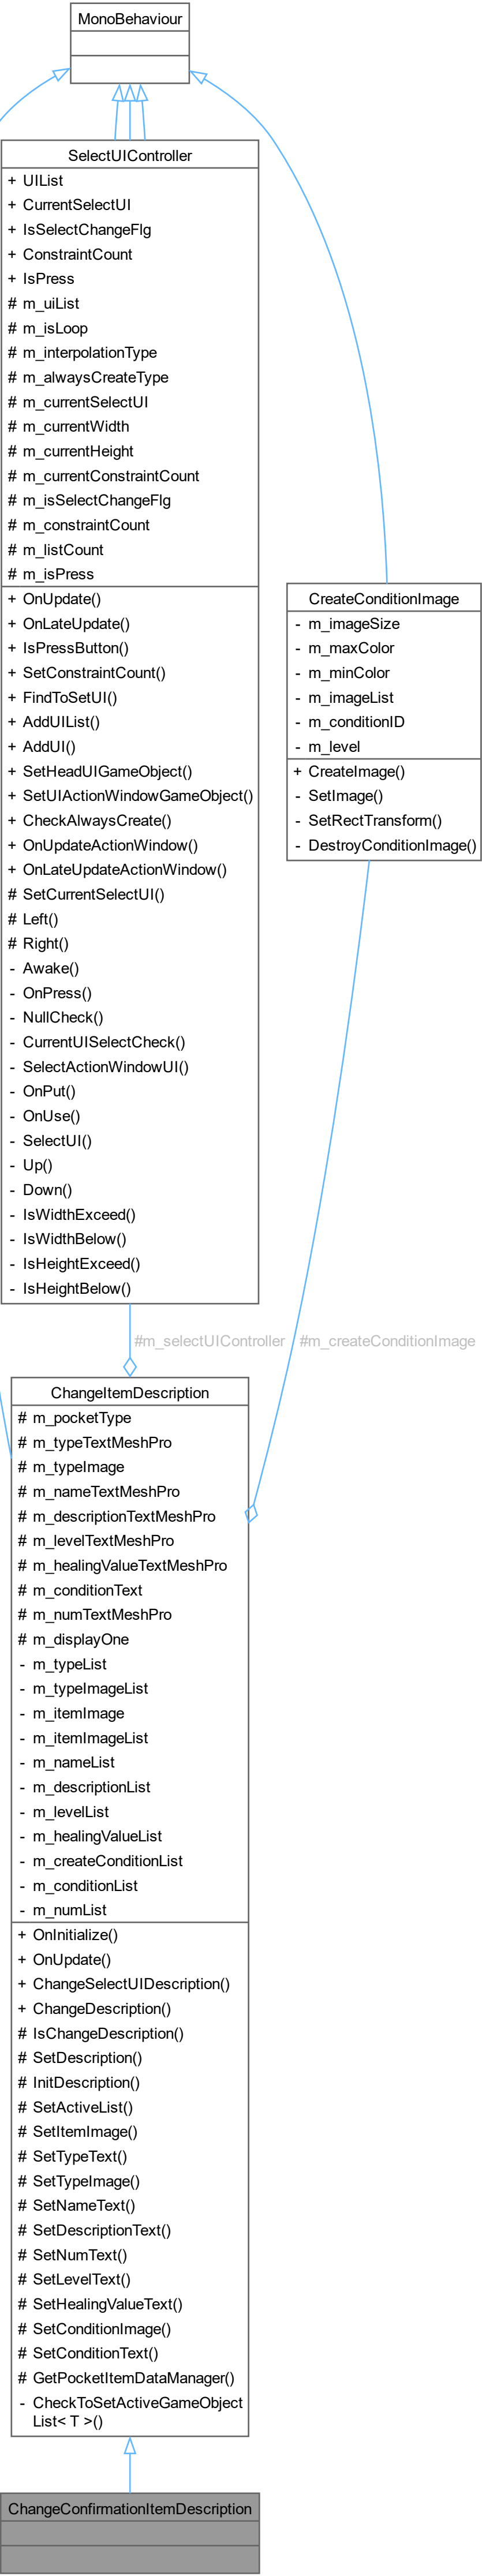 MonoBehaviour
SelectUIController
+ UIList
+ CurrentSelectUI
+ IsSelectChangeFlg
+ ConstraintCount
+ IsPress
# m_uiList
# m_isLoop
# m_interpolationType
# m_alwaysCreateType
# m_currentSelectUI
# m_currentWidth
# m_currentHeight
# m_currentConstraintCount
# m_isSelectChangeFlg
# m_constraintCount
# m_listCount
# m_isPress
+ OnUpdate()
+ OnLateUpdate()
+ IsPressButton()
+ SetConstraintCount()
+ FindToSetUI()
+ AddUIList()
+ AddUI()
+ SetHeadUIGameObject()
+ SetUIActionWindowGameObject()
+ CheckAlwaysCreate()
+ OnUpdateActionWindow()
+ OnLateUpdateActionWindow()
# SetCurrentSelectUI()
# Left()
# Right()
- Awake()
- OnPress()
- NullCheck()
- CurrentUISelectCheck()
- SelectActionWindowUI()
- OnPut()
- OnUse()
- SelectUI()
- Up()
- Down()
- IsWidthExceed()
- IsWidthBelow()
- IsHeightExceed()
- IsHeightBelow()
CreateConditionImage
- m_imageSize
- m_maxColor
- m_minColor
- m_imageList
- m_conditionID
- m_level
+ CreateImage()
- SetImage()
- SetRectTransform()
- DestroyConditionImage()
#m_selectUIController
#m_createConditionImage
ChangeItemDescription
# m_pocketType
# m_typeTextMeshPro
# m_typeImage
# m_nameTextMeshPro
# m_descriptionTextMeshPro
# m_levelTextMeshPro
# m_healingValueTextMeshPro
# m_conditionText
# m_numTextMeshPro
# m_displayOne
- m_typeList
- m_typeImageList
- m_itemImage
- m_itemImageList
- m_nameList
- m_descriptionList
- m_levelList
- m_healingValueList
- m_createConditionList
- m_conditionList
- m_numList
+ OnInitialize()
+ OnUpdate()
+ ChangeSelectUIDescription()
+ ChangeDescription()
# IsChangeDescription()
# SetDescription()
# InitDescription()
# SetActiveList()
# SetItemImage()
# SetTypeText()
# SetTypeImage()
# SetNameText()
# SetDescriptionText()
# SetNumText()
# SetLevelText()
# SetHealingValueText()
# SetConditionImage()
# SetConditionText()
# GetPocketItemDataManager()
- CheckToSetActiveGameObject
List< T >()
ChangeConfirmationItemDescription